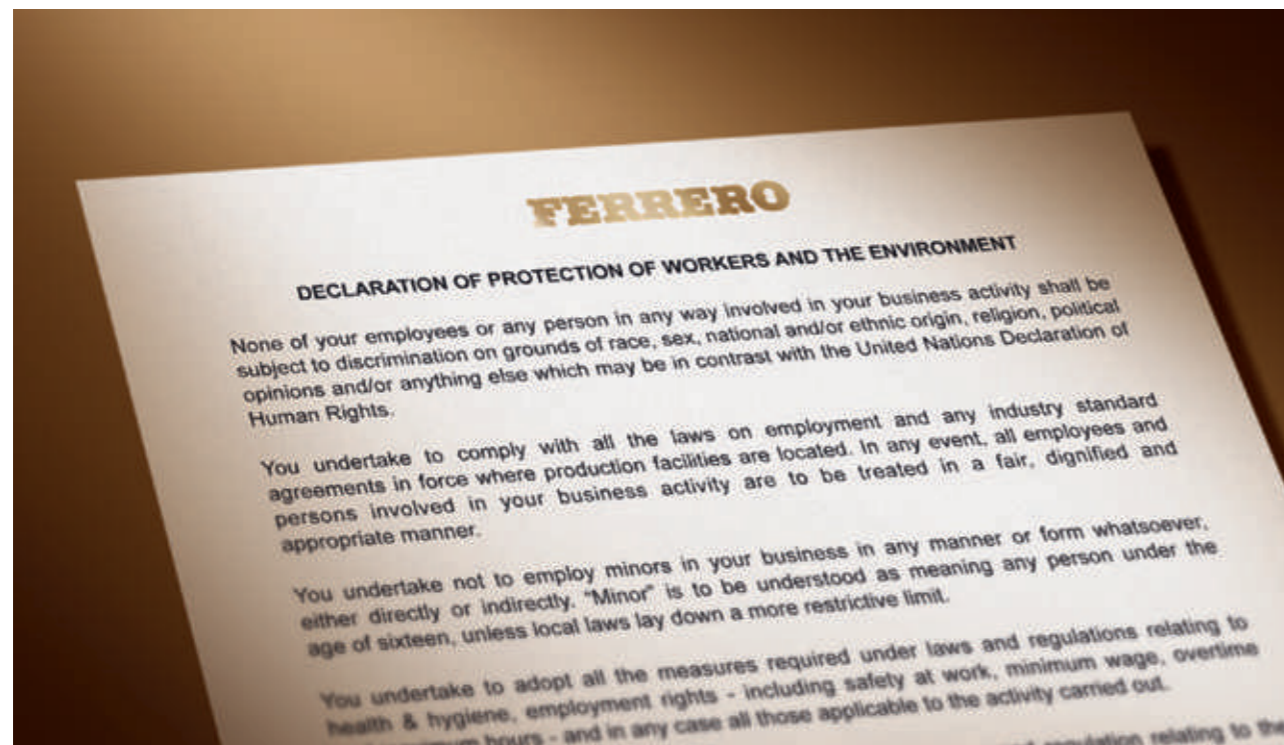 FERRERO
DECLARATION OF PROTECTION OF WORKERS AND THE ENVIRONMENT
None of your employees or any person in any way involved in your business activity shall be
subject to discrimination on grounds of race, sex, national and/or ethnic origin, religion, political
opinions and/or anything else which may be in contrast with the United Nations Declaration of
Human Rights.
You undertake to comply with all the laws on employment and any industry standard
agreements in force where production facilities are located. In any event, all employees and
persons involved in your business activity are to be treated in a fair, dignified and
appropriate manner.
You undertake not to employ minors in your business in any manner or form whatsoever,
either directly or indirectly. “Minor” is to be understood as meaning any person under the
age of sixteen, unless local laws lay down a more restrictive limit.
You undertake to adopt all the measures required under laws and regulations relating to
health & hygiene, employment rights - including safety at work, minimum wage, overtime
hours - and in any case all those applicable to the activity carried out.
regulation relating to the